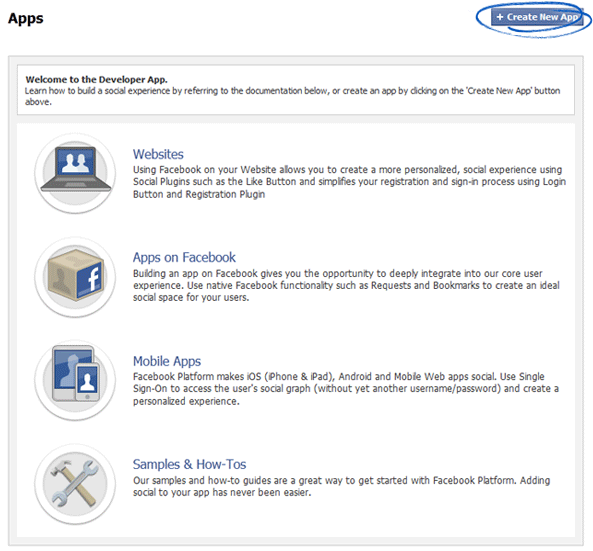 Apps
+ Create New App
Welcome to the Developer App.
Learn how to build a social experience by referring to the documentation below, or create an app by clicking on the 'Create New App' button
above.
Websites
Using Facebook on your Website allows you to create a more personalized, social experience using
Social Plugins such as the Like Button and simplifies your registration and sign-in process using Login
Button and Registration Plugin
Apps on Facebook
Building an app on Facebook gives you the opportunity to deeply integrate into our core user
experience. Use native Facebook functionality such as Requests and Bookmarks to create an ideal
social space for your users.
f
Mobile Apps
Facebook Platform makes iOS (iPhone & iPad), Android and Mobile Web apps social. Use Single
Sign-On to access the user's social graph (without yet another username/password) and create a
personalized experience.
Samples & How-Tos
Our samples and how-to guides are a great way to get started with Facebook Platform. Adding
social to your app has never been easier.